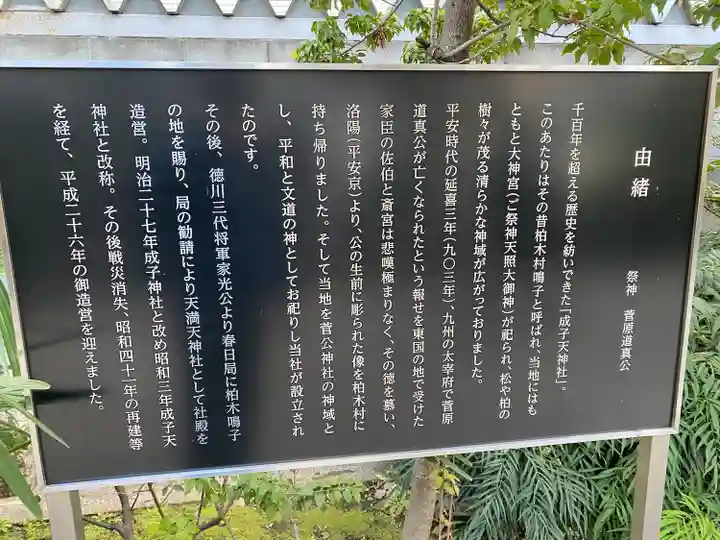 由緒
祭神　菅原道真公
千百年を超える歴史を紡いできた「成子天神社」。
このあたりはその昔柏木村鳴子と呼ばれ、当地にはも
ともと大神宮(ご祭神天照大御神)が祀られ、松や柏の
樹々が茂る清らかな神域が広がっておりました。
平安時代の延喜三年(九〇三年)、九州の太宰府で菅原
道真公が亡くなられたという報せを東国の地で受けた
家臣の佐伯と斎宮は悲嘆極まりなく、その徳を慕い、
洛陽(平安京)より、公の生前に彫られた像を柏木村に
持ち帰りました。そして当地を菅公神社の神域と
し、平和と文道の神としてお祀りし当社が設立され
たのです。
その後、徳川三代将軍家光公より春日局に柏木鳴子
の地を賜り、局の勧請により天満天神社として社殿を
造営。明治二十七年成子神社と改め昭和三年成子天
神社と改称。その後戦災消失、昭和四十一年の再建等
を経て、平成二十六年の御造営を迎えました。